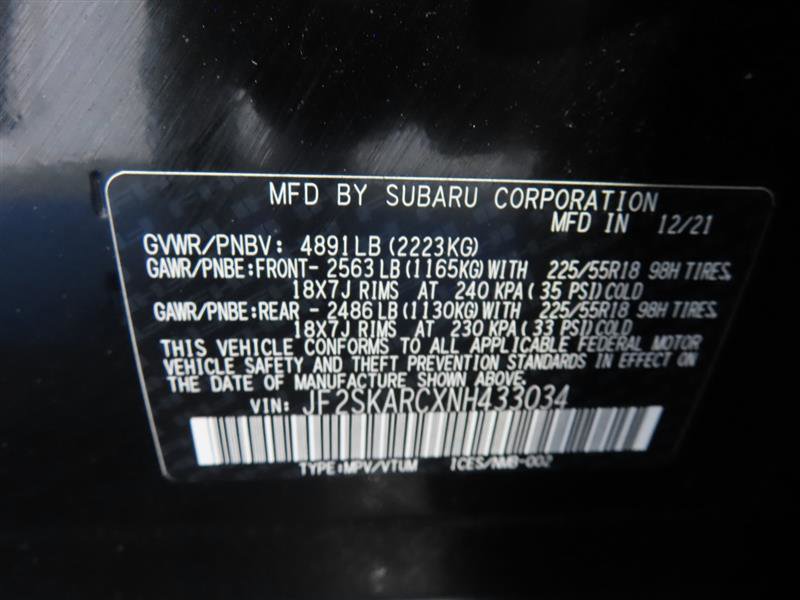 MFD BY SUBARU CORPORATION
MFD IN 12/21
GVWR/PNBV: 4891LB(2223KG)
GAWR/PNBE:FRONT- 2563LB(1165KG)WITH 225/55R18 98H TIRES,
18X7J RIMS AT 240 KPA(35 PSI)COLD
GAWR/PNBE:REAR - 2486LB(1130KG)WITH 225/55R18 98H TIRES,
18X7J RIMS AT 230 KPA(33 PSI)COLD
THIS VEHICLE CONFORMS TO ALL APPLICABLE FEDERAL MOTOR
VEHICLE SAFETY AND THEFT PREVENTION STANDARDS IN EFFECT ON
THE DATE OF MANUFACTURE SHOWN ABOVE.
VIN: JF2SKARCXNH433034
TYPE:MPV/VTUM ICES/NMB-002